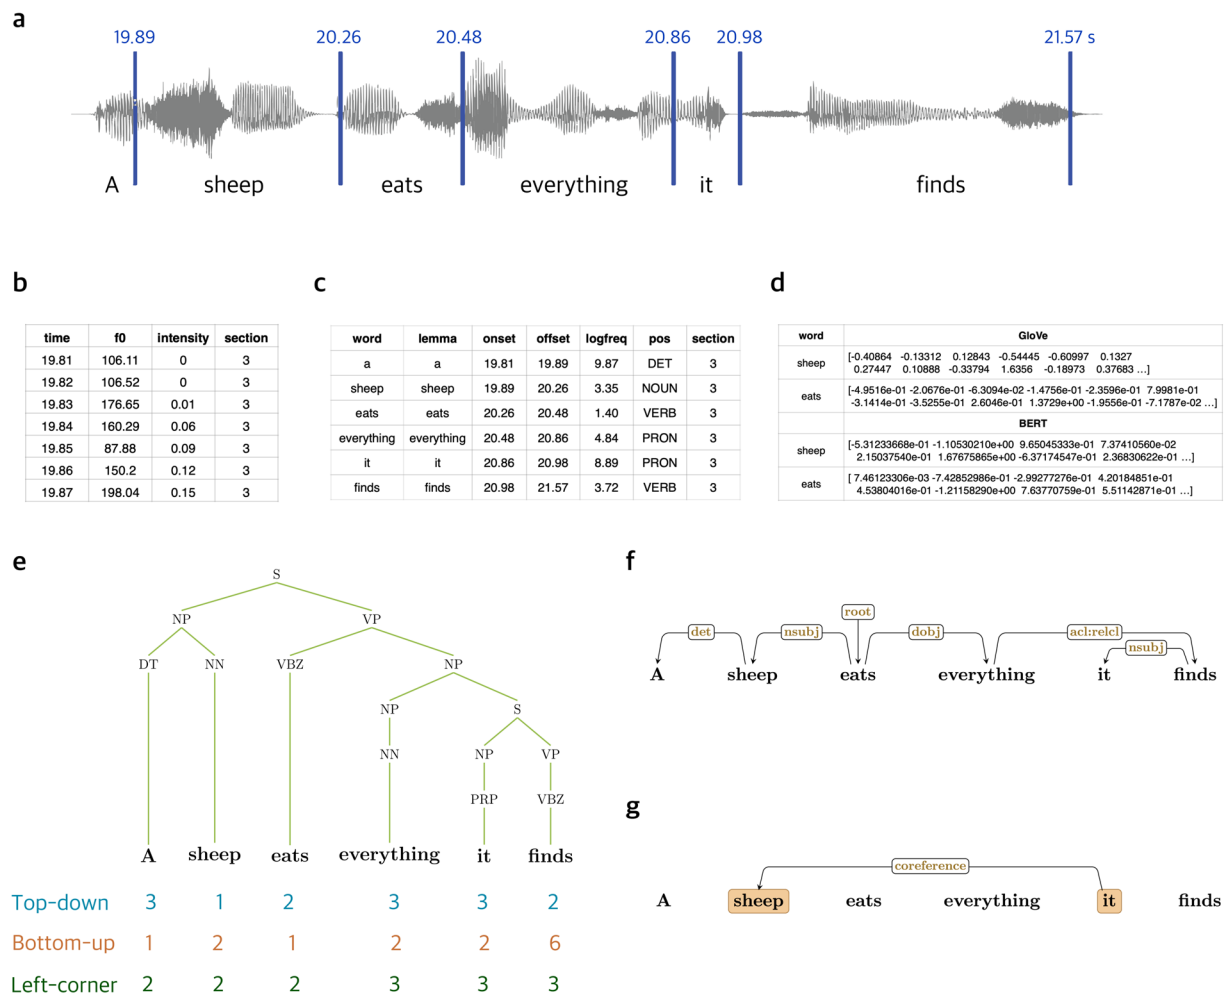 a
19.89 20.26 20.48 20.86 20.98 21.57 s
A sheep eats everything it finds
b
time f0 intensity section
19.81 106.11 0 3
19.82 106.52 0 3
19.83 176.65 0.01 3
19.84 160.29 0.06 3
19.85 87.88 0.09 3
19.86 150.2 0.12 3
19.87 198.04 0.15 3
c
word lemma onset offset logfreq pos section
a a 19.81 19.89 9.87 DET 3
sheep sheep 19.89 20.26 3.35 NOUN 3
eats eats 20.26 20.48 1.40 VERB 3
everything everything 20.48 20.86 4.84 PRON 3
it it 20.86 20.98 8.89 PRON 3
finds finds 20.98 21.57 3.72 VERB 3
d
word GloVe
sheep [-0.40864 -0.13312 0.12843 -0.54445 -0.60997 0.1327
0.27447 0.10888 -0.33794 1.6356 -0.18973 0.37683 ...]
eats [-4.9516e-01 -2.0676e-01 -6.3094e-02 -1.4756e-01 -2.3596e-01 7.9981e-01
-3.1414e-01 -3.5255e-01 2.6046e-01 1.3729e+00 -1.9556e-01 -7.1787e-02 ...]
BERT
sheep [-5.31233668e-01 -1.10530210e+00 9.65045333e-01 7.37410560e-02
2.15037540e-01 1.67675865e+00 -6.37174547e-01 2.36830622e-01 ...]
eats [ 7.46123306e-03 -7.42852986e-01 -2.99277276e-01 4.20184851e-01
4.53804016e-01 -1.21158290e+00 7.63770759e-01 5.51142871e-01 ...]
e
S
NP VP
DT NN VBZ NP
NP S
NN NP VP
PRP VBZ
A sheep eats everything it finds
Top-down 3 1 2 3 3 2
Bottom-up 1 2 1 2 2 6
Left-corner 2 2 2 3 3 3
f
root
det nsubj dobj acl:relcl
nsubj
A sheep eats everything it finds
g
coreference
A sheep eats everything it finds